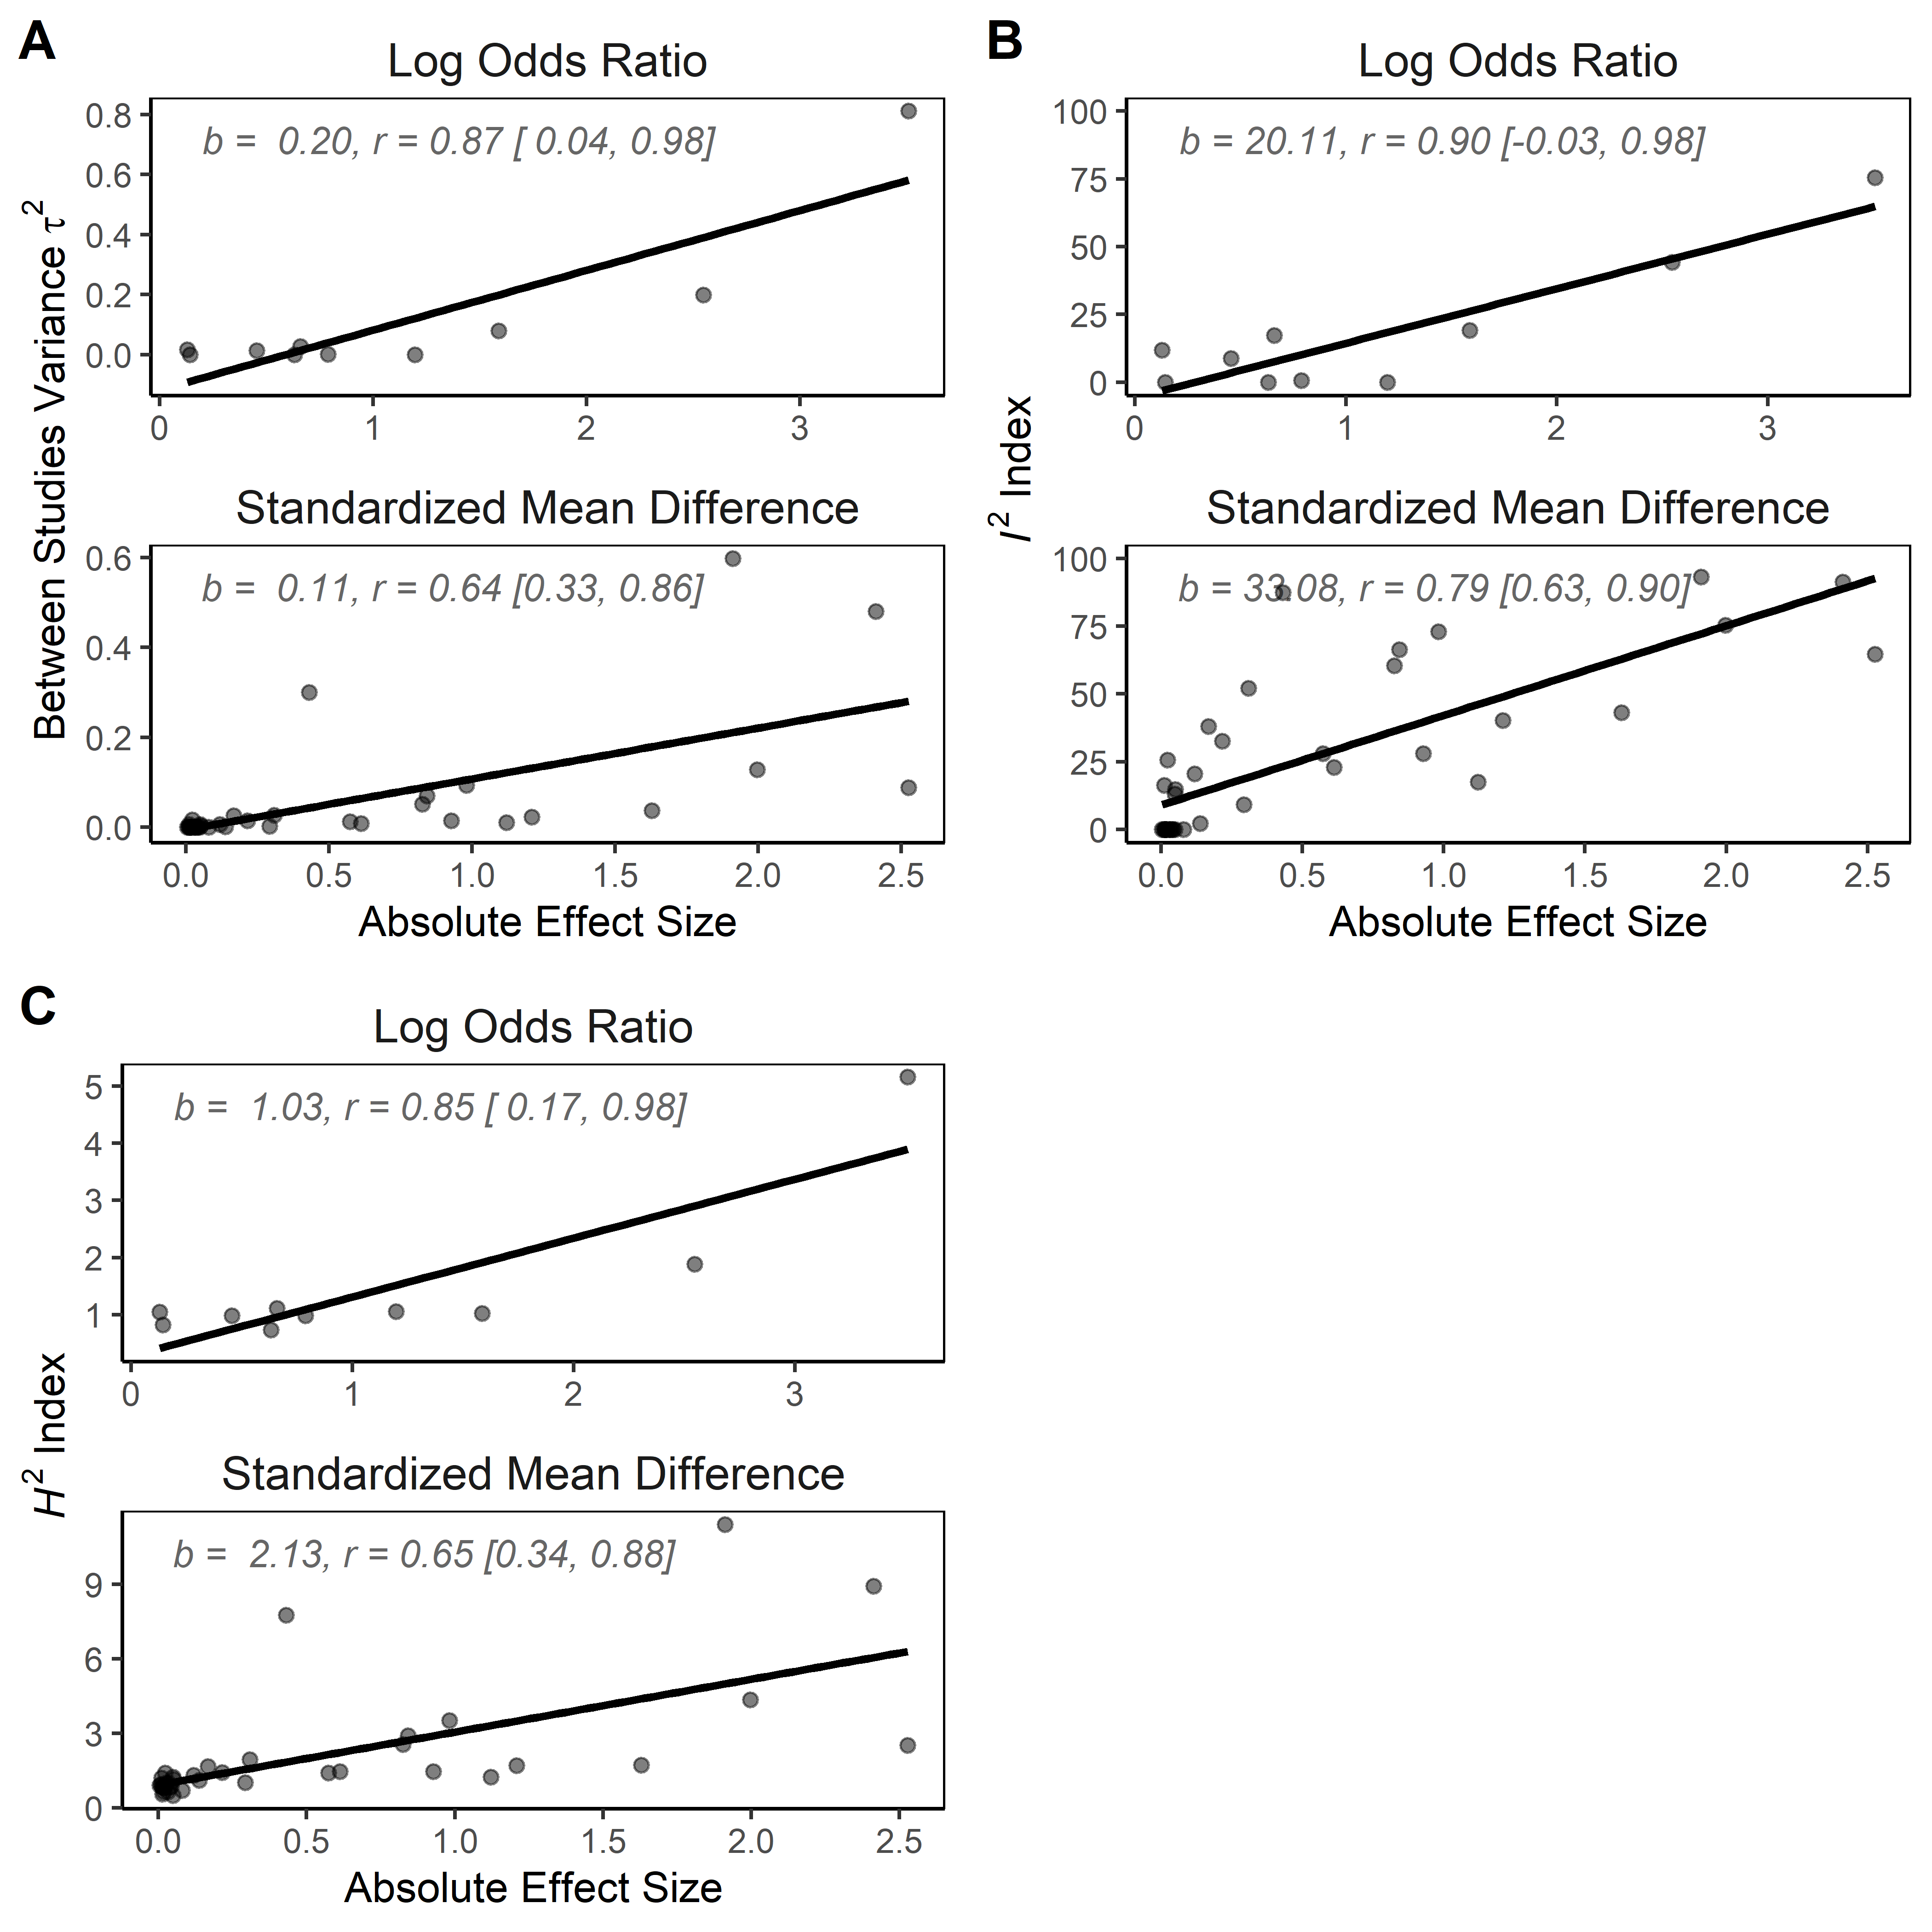 A
Log Odds Ratio
b = 0.20, r = 0.87 [ 0.04, 0.98]
0.8
0.6
0.4
0.2
0.0
0 1 2 3
Between Studies Variance τ²
Standardized Mean Difference
b = 0.11, r = 0.64 [0.33, 0.86]
0.6
0.4
0.2
0.0
0.0 0.5 1.0 1.5 2.0 2.5
Absolute Effect Size
B
Log Odds Ratio
b = 20.11, r = 0.90 [-0.03, 0.98]
100
75
50
25
0
0 1 2 3
I² Index
Standardized Mean Difference
b = 33.08, r = 0.79 [0.63, 0.90]
100
75
50
25
0
0.0 0.5 1.0 1.5 2.0 2.5
Absolute Effect Size
C
Log Odds Ratio
b = 1.03, r = 0.85 [ 0.17, 0.98]
5
4
3
2
1
0 1 2 3
H² Index
Standardized Mean Difference
b = 2.13, r = 0.65 [0.34, 0.88]
9
6
3
0
0.0 0.5 1.0 1.5 2.0 2.5
Absolute Effect Size